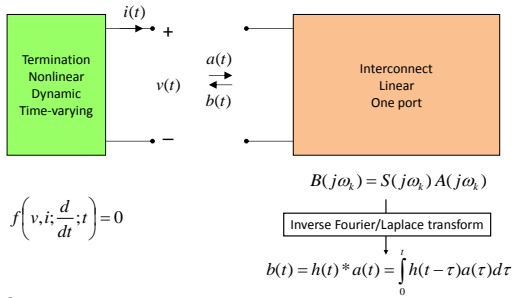 i(t)
+
Termination
Nonlinear
Dynamic
Time-varying
v(t)
a(t)
b(t)
−
Interconnect
Linear
One port
B(jω_k) = S(jω_k) A(jω_k)
f(v,i; d/dt; t) = 0
Inverse Fourier/Laplace transform
b(t) = h(t) * a(t) = ∫_0^t h(t − τ)a(τ)dτ